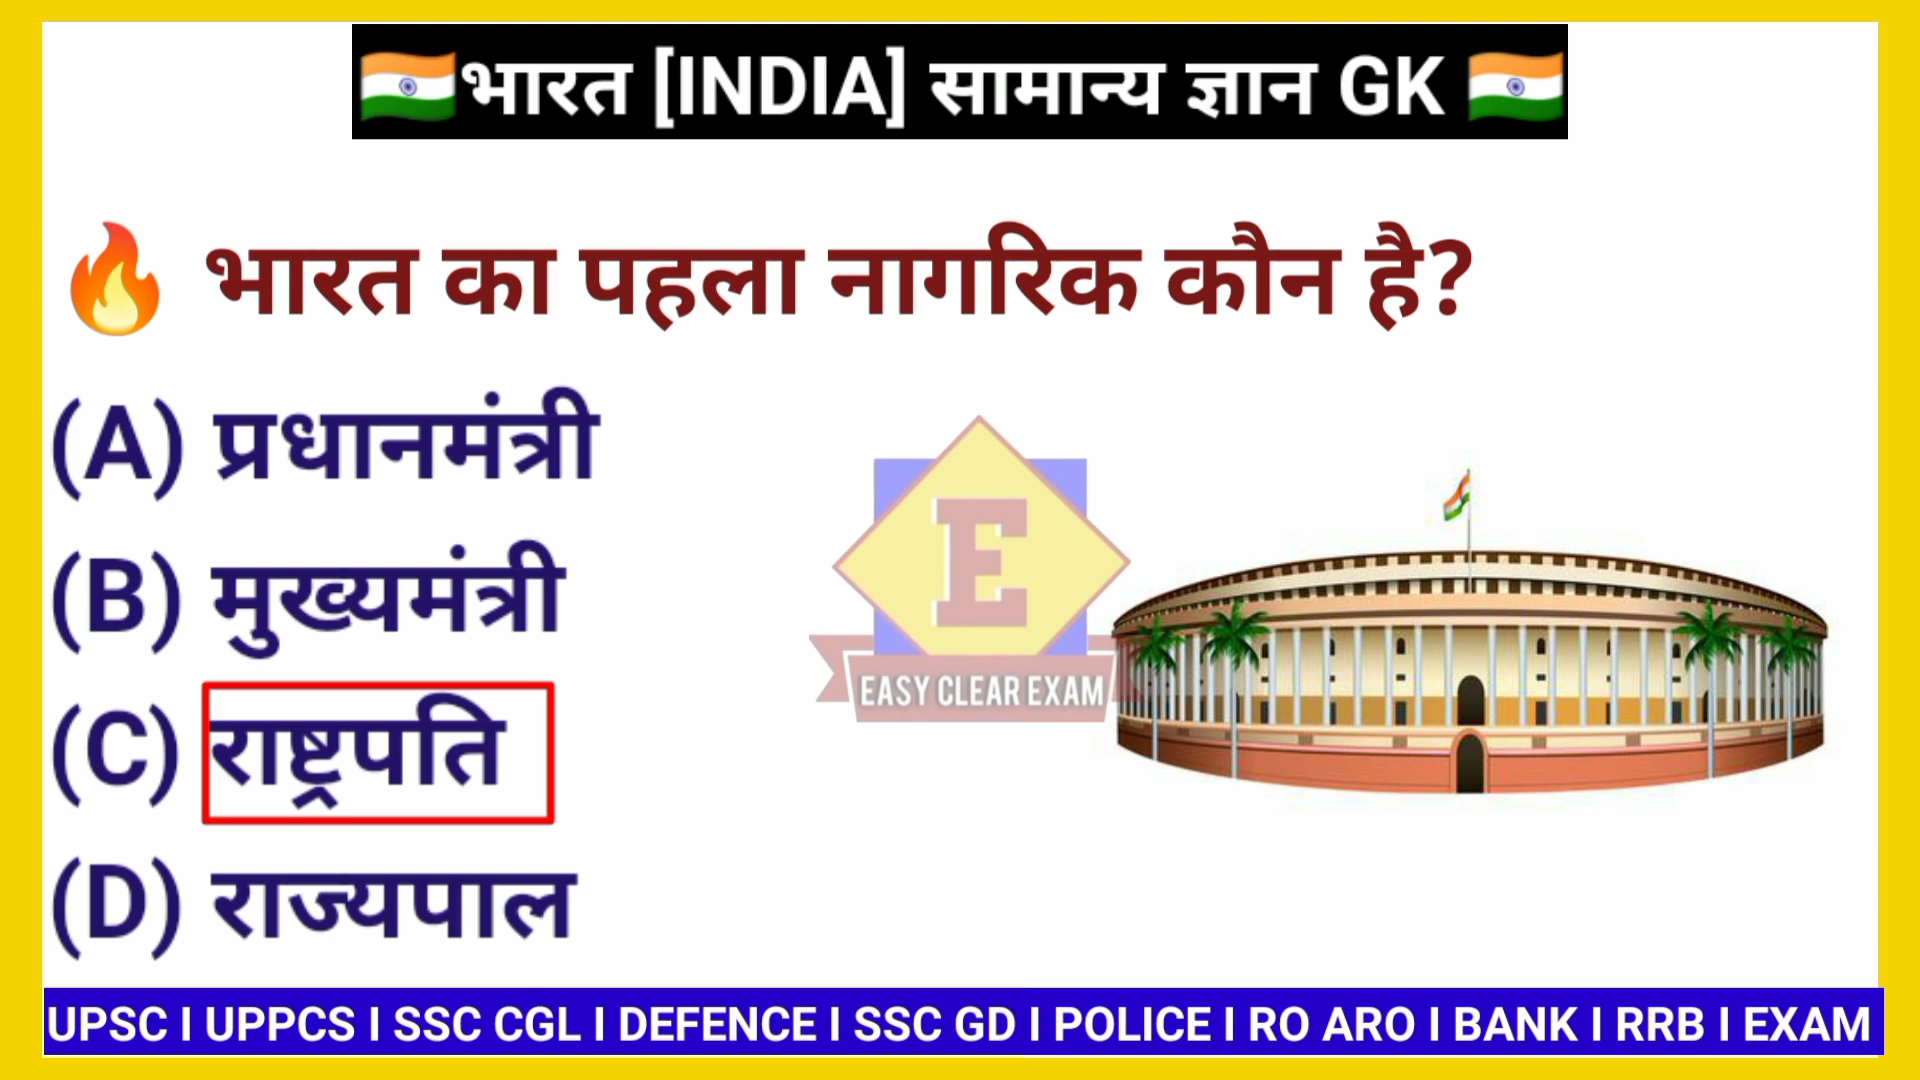 भारत [INDIA] सामान्य ज्ञान GK
भारत का पहला नागरिक कौन है?
(A) प्रधानमंत्री
(B) मुख्यमंत्री
(C) राष्ट्रपति
(D) राज्यपाल
E
EASY CLEAR EXAM
UPSC I UPPCS I SSC CGL I DEFENCE I SSC GD I POLICE I RO ARO I BANK I RRB I EXAM